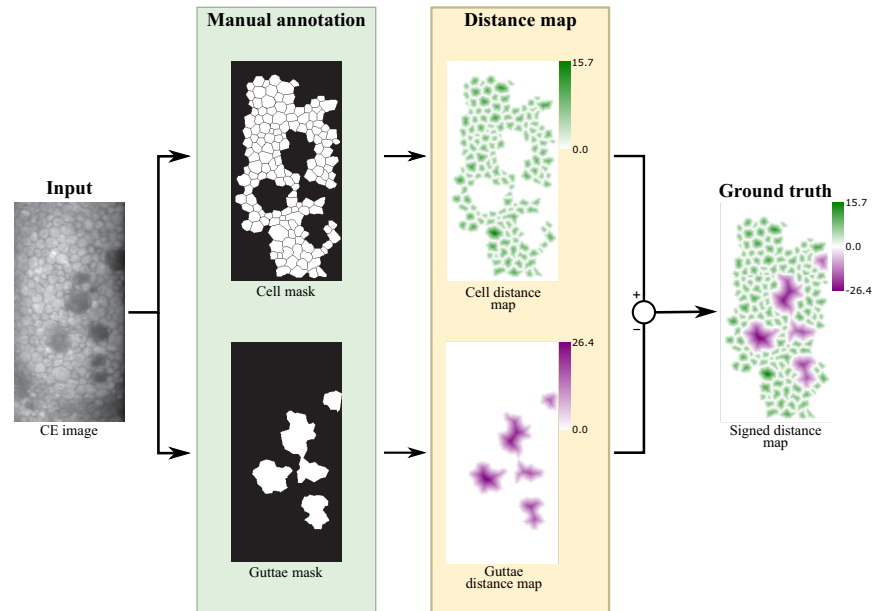 Manual annotation
Distance map
15.7
0.0
Input
Ground truth
15.7
0.0
-26.4
Cell mask
Cell distance
map
+
−
26.4
0.0
CE image
Signed distance
map
Guttae mask
Guttae
distance map